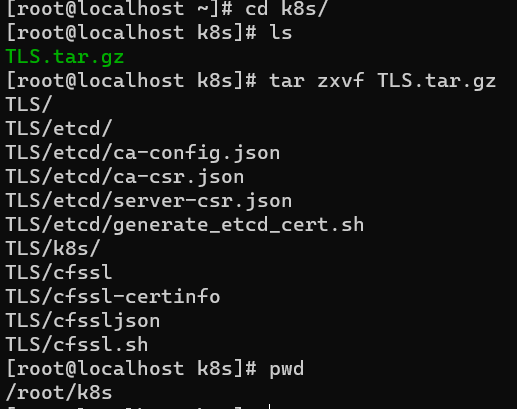 [root@localhost ~]# cd k8s/
[root@localhost k8s]# ls
TLS.tar.gz
[root@localhost k8s]# tar zxvf TLS.tar.gz
TLS/
TLS/etcd/
TLS/etcd/ca-config.json
TLS/etcd/ca-csr.json
TLS/etcd/server-csr.json
TLS/etcd/generate_etcd_cert.sh
TLS/k8s/
TLS/cfssl
TLS/cfssl-certinfo
TLS/cfssljson
TLS/cfssl.sh
[root@localhost k8s]# pwd
/root/k8s